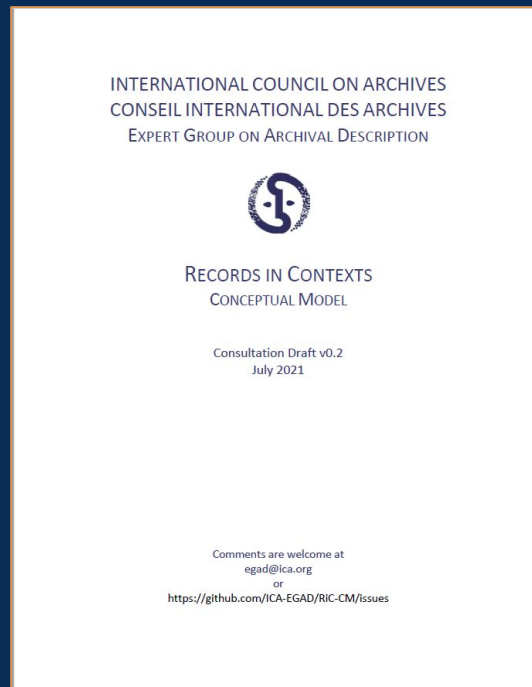 INTERNATIONAL COUNCIL ON ARCHIVES
CONSEIL INTERNATIONAL DES ARCHIVES
EXPERT GROUP ON ARCHIVAL DESCRIPTION
RECORDS IN CONTEXTS
CONCEPTUAL MODEL
Consultation Draft v0.2
July 2021
Comments are welcome at
egad@ica.org
or
https://github.com/ICA-EGAD/RiC-CM/issues